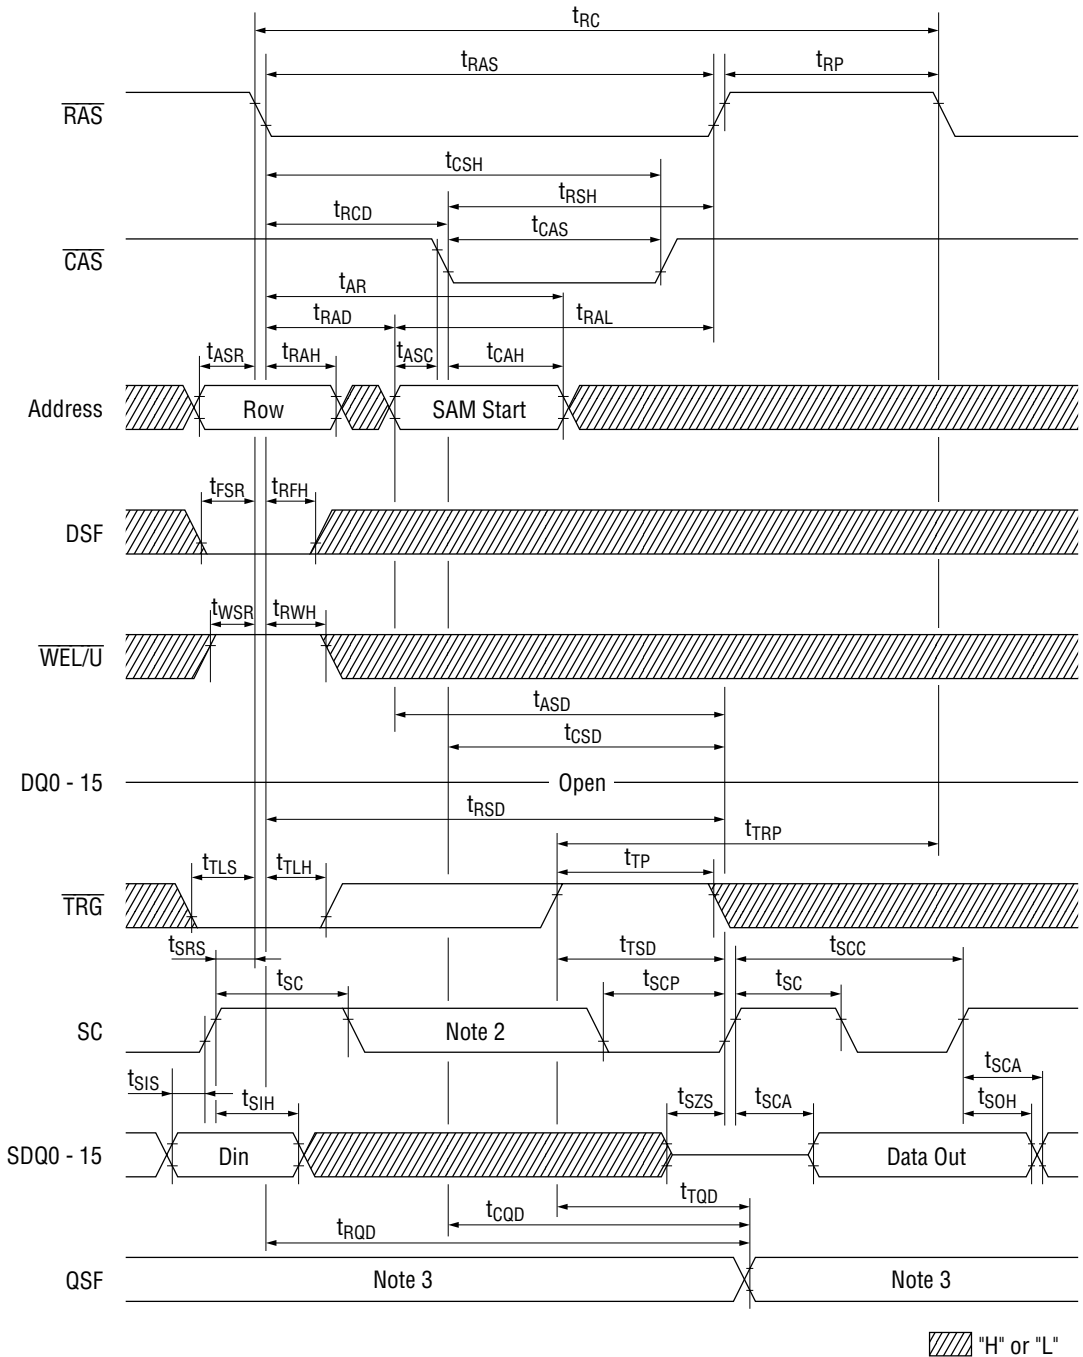 tRC
tRAS tRP
RAS
tCSH
tRSH
tRCD
tCAS
CAS
tAR
tRAD tRAL
tASR tRAH tASC tCAH
Address Row SAM Start
tFSR tRFH
DSF
tWSR tRWH
WEL/U
tASD
tCSD
DQ0 - 15 Open
tRSD
tTRP
tTLS tTLH tTP
TRG
tSRS tTSD tSCC
tSC tSCP tSC
SC Note 2
tSIS tSCA
tSIH tSZS tSCA tSOH
SDQ0 - 15 Din Data Out
tTQD
tCQD
tRQD
QSF Note 3 Note 3
"H" or "L"